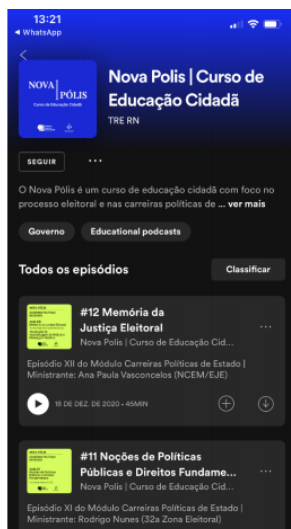 13:21
WhatsApp
NOVA
PÓLIS
Curso de Educação Cidadã
Nova Polis | Curso de
Educação Cidadã
TRE RN
SEGUIR
...
O Nova Pólis é um curso de educação cidadã com foco no
processo eleitoral e nas carreiras políticas de ... ver mais
Governo
Educational podcasts
Todos os episódios
Classificar
#12 Memória da
Justiça Eleitoral
Nova Polis | Curso de Educação Cid...
Episódio XII do Módulo Carreiras Políticas de Estado |
Ministrante: Ana Paula Vasconcelos (NCEM/EJE)
18 DE DEZ. DE 2020 • 45MIN
#11 Noções de Políticas
Públicas e Direitos Fundame...
Nova Polis | Curso de Educação Cid...
Episódio XI do Módulo Carreiras Políticas de Estado |
Ministrante: Rodrigo Nunes (32a Zona Eleitoral)